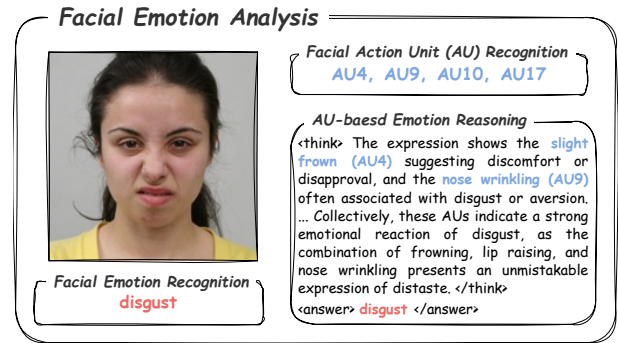 Facial Emotion Analysis
Facial Action Unit (AU) Recognition
AU4, AU9, AU10, AU17
AU-baesd Emotion Reasoning
<think> The expression shows the slight
frown (AU4) suggesting discomfort or
disapproval, and the nose wrinkling (AU9)
often associated with disgust or aversion.
... Collectively, these AUs indicate a strong
emotional reaction of disgust, as the
combination of frowning, lip raising, and
nose wrinkling presents an unmistakable
expression of distaste. </think>
<answer> disgust </answer>
Facial Emotion Recognition
disgust